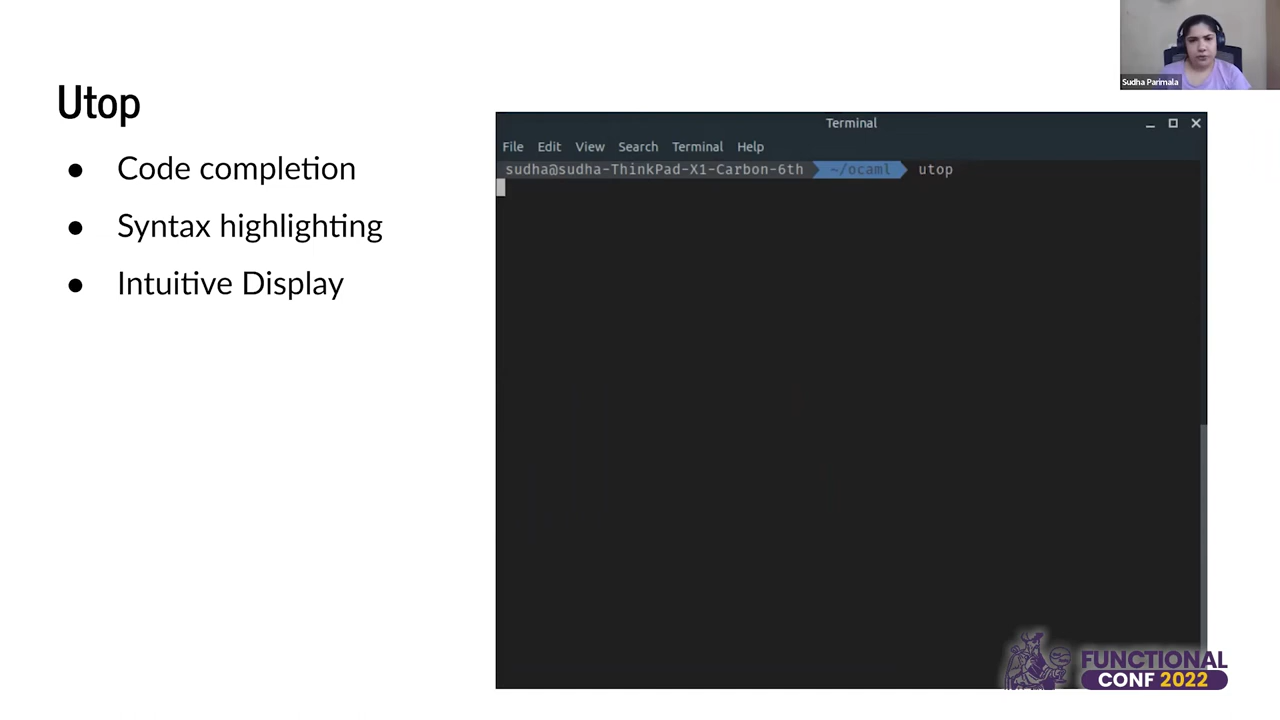 Sudha Parimala
Utop
● Code completion
● Syntax highlighting
● Intuitive Display
Terminal
File Edit View Search Terminal Help
sudha@sudha-ThinkPad-X1-Carbon-6th ~/ocaml utop
FUNCTIONAL
CONF 2022